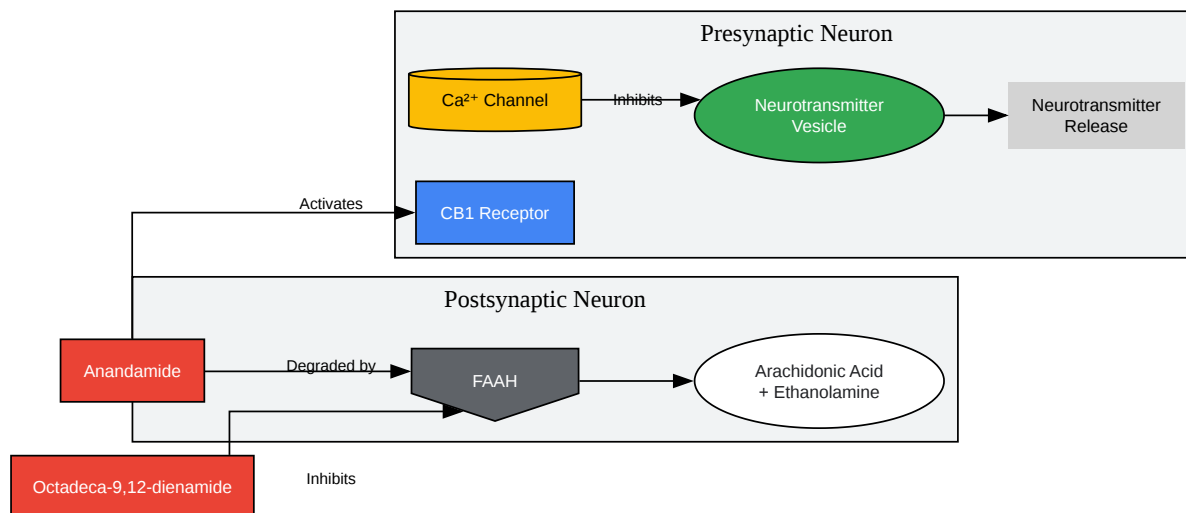 Presynaptic Neuron
Ca²⁺ Channel
Inhibits
Neurotransmitter
Vesicle
Neurotransmitter
Release
Activates
CB1 Receptor
Postsynaptic Neuron
Anandamide
Degraded by
FAAH
Arachidonic Acid
+ Ethanolamine
Octadeca-9,12-dienamide
Inhibits